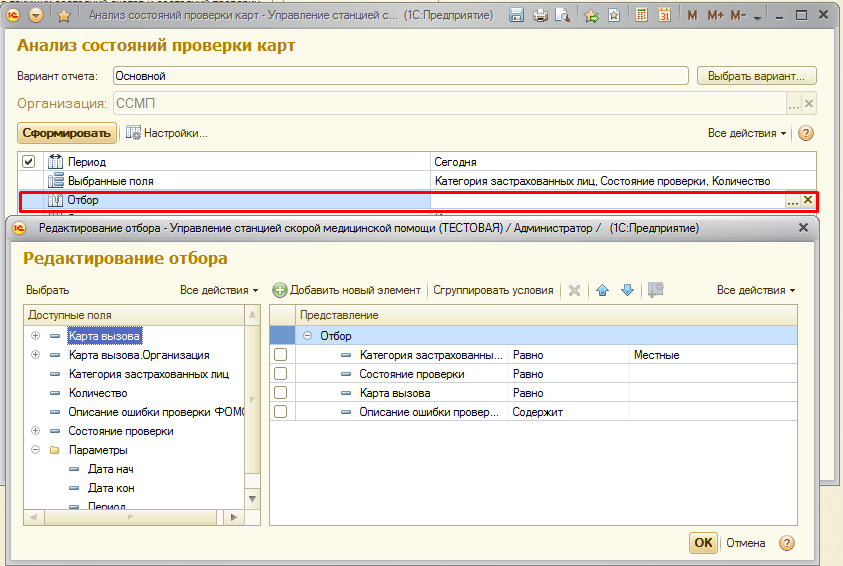 Анализ состояний проверки карт - Управление станцией с... (1С:Предприятие)
M M+ M-
Анализ состояний проверки карт
Вариант отчета: Основной Выбрать вариант...
Организация: ССМП ...
Сформировать Настройки... Все действия
Период Сегодня
Выбранные поля Категория застрахованных лиц, Состояние проверки, Количество
Отбор ...
Редактирование отбора - Управление станцией скорой медицинской помощи (ТЕСТОВАЯ) / Администратор / (1С:Предприятие)
Редактирование отбора
Выбрать Все действия Добавить новый элемент Сгруппировать условия Все действия
Доступные поля Представление
Карта вызова Отбор
Карта вызова.Организация Категория застрахованны... Равно Местные
Категория застрахованных лиц Состояние проверки Равно
Количество Карта вызова Равно
Описание ошибки проверки ФОМС Описание ошибки провер... Содержит
Состояние проверки
Параметры
Дата нач
Дата кон
Период
OK Отмена